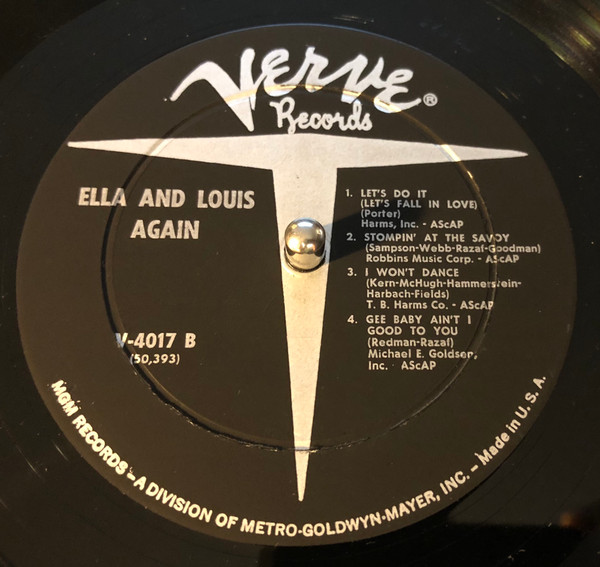 Verve®
Records
ELLA AND LOUIS
AGAIN
V-4017 B
(50,393)
1. LET'S DO IT
(LET'S FALL IN LOVE)
(Porter)
Harms, Inc. - AScAP
2. STOMPIN' AT THE SAVOY
(Sampson-Webb-Razaf-Goodman)
Robbins Music Corp. - AScAP
3. I WON'T DANCE
(Kern-McHugh-Hammerstein-
Harbach-Fields)
T. B. Harms Co. - AScAP
4. GEE BABY AIN'T I
GOOD TO YOU
(Redman-Razaf)
Michael E. Goldsen,
Inc. AScAP
MGM RECORDS – A DIVISION OF METRO-GOLDWYN-MAYER, INC. – Made in U.S.A.